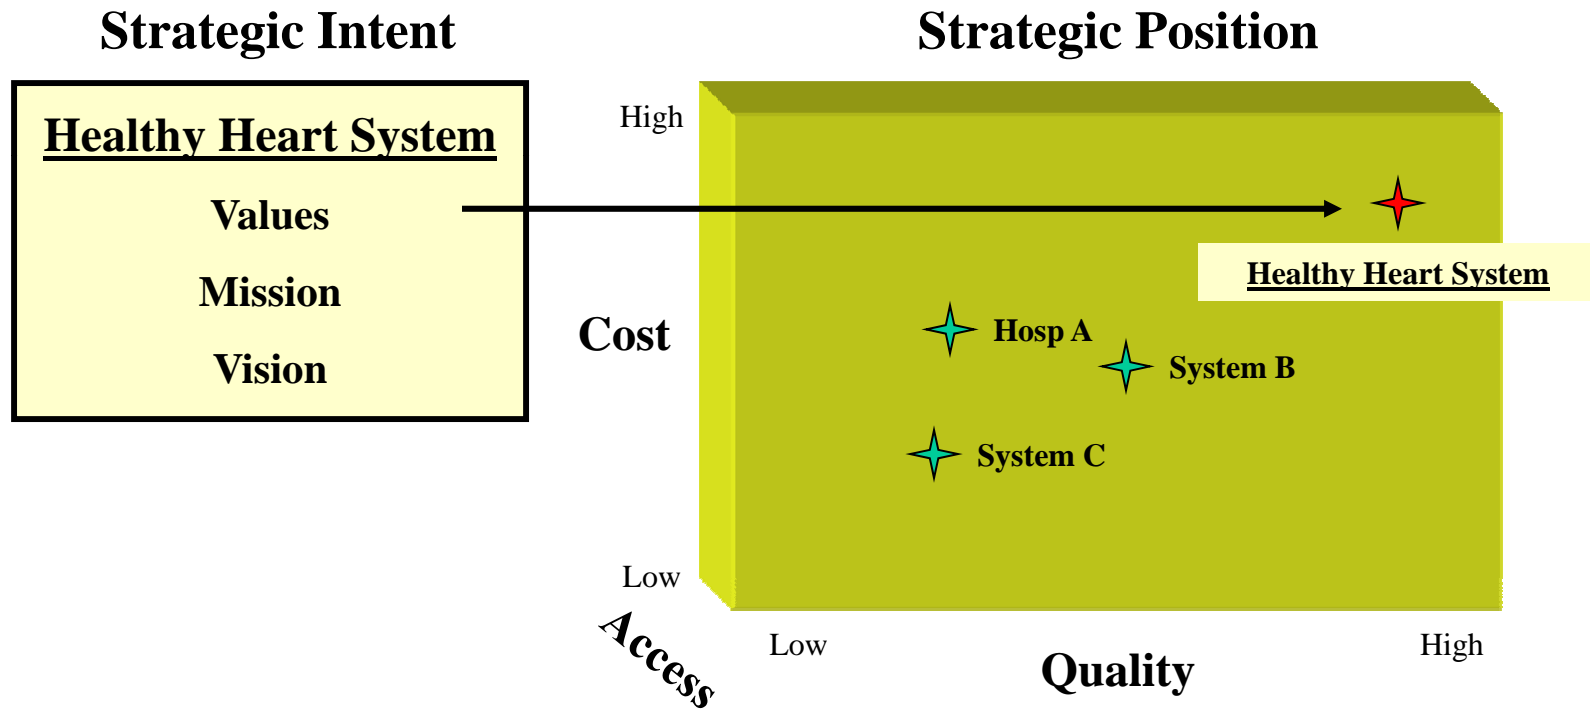 Strategic Intent
Healthy Heart System
Values
Mission
Vision
Strategic Position
High
Healthy Heart System
Cost
Hosp A
System B
System C
Low
Access
Low
Quality
High